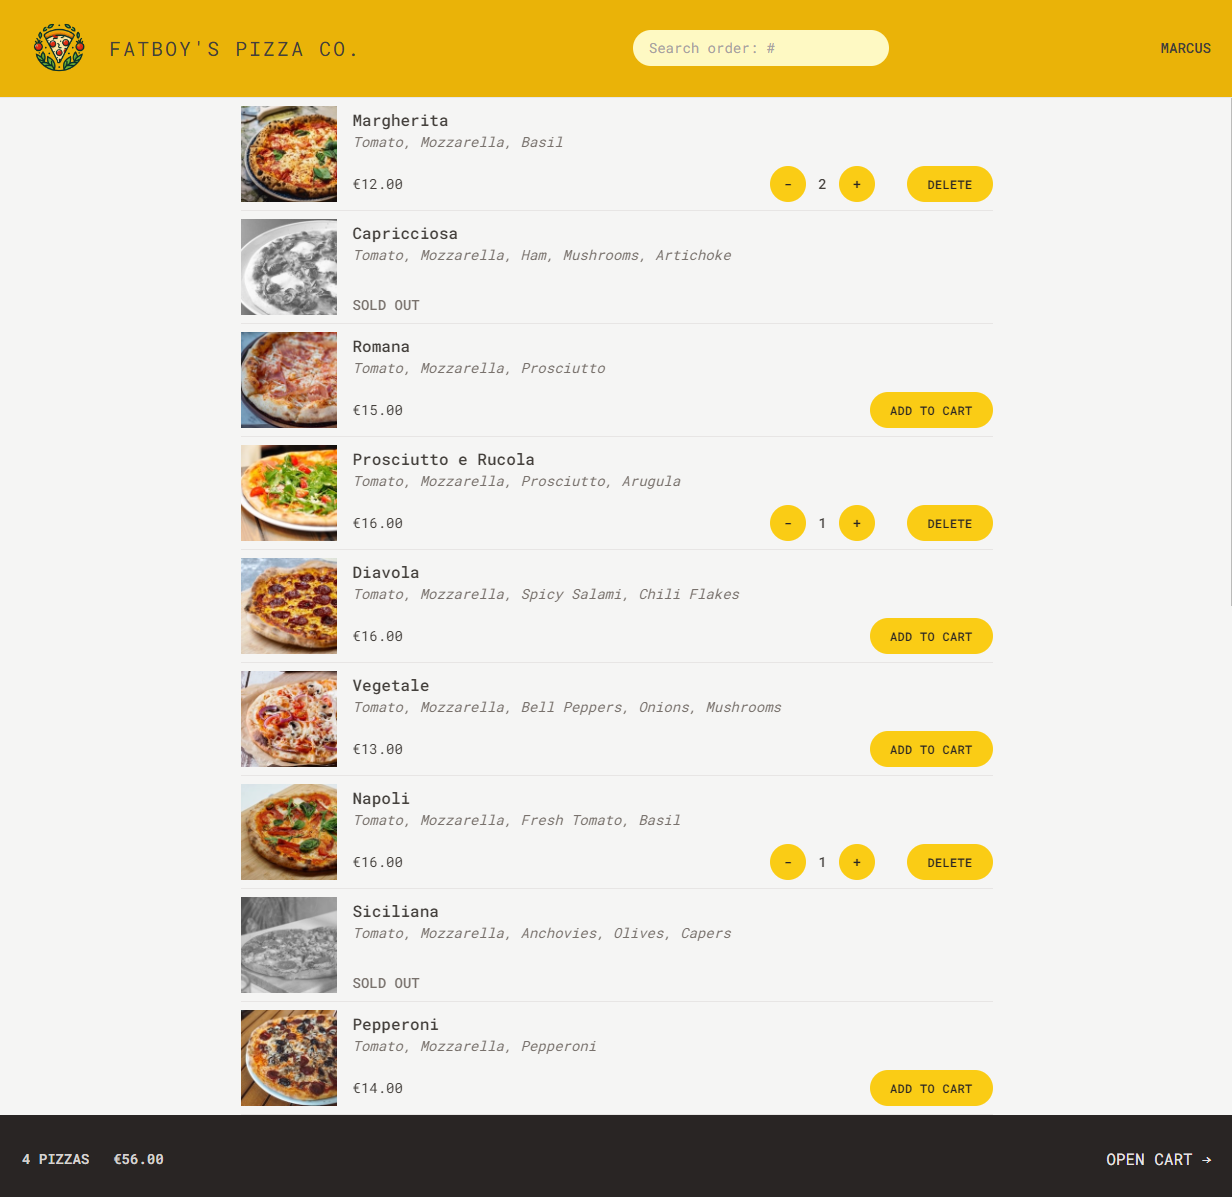 FATBOY'S PIZZA CO.
Search order: #
MARCUS
Margherita
Tomato, Mozzarella, Basil
€12.00 - 2 + DELETE
Capricciosa
Tomato, Mozzarella, Ham, Mushrooms, Artichoke
SOLD OUT
Romana
Tomato, Mozzarella, Prosciutto
€15.00 ADD TO CART
Prosciutto e Rucola
Tomato, Mozzarella, Prosciutto, Arugula
€16.00 - 1 + DELETE
Diavola
Tomato, Mozzarella, Spicy Salami, Chili Flakes
€16.00 ADD TO CART
Vegetale
Tomato, Mozzarella, Bell Peppers, Onions, Mushrooms
€13.00 ADD TO CART
Napoli
Tomato, Mozzarella, Fresh Tomato, Basil
€16.00 - 1 + DELETE
Siciliana
Tomato, Mozzarella, Anchovies, Olives, Capers
SOLD OUT
Pepperoni
Tomato, Mozzarella, Pepperoni
€14.00 ADD TO CART
4 PIZZAS €56.00 OPEN CART →